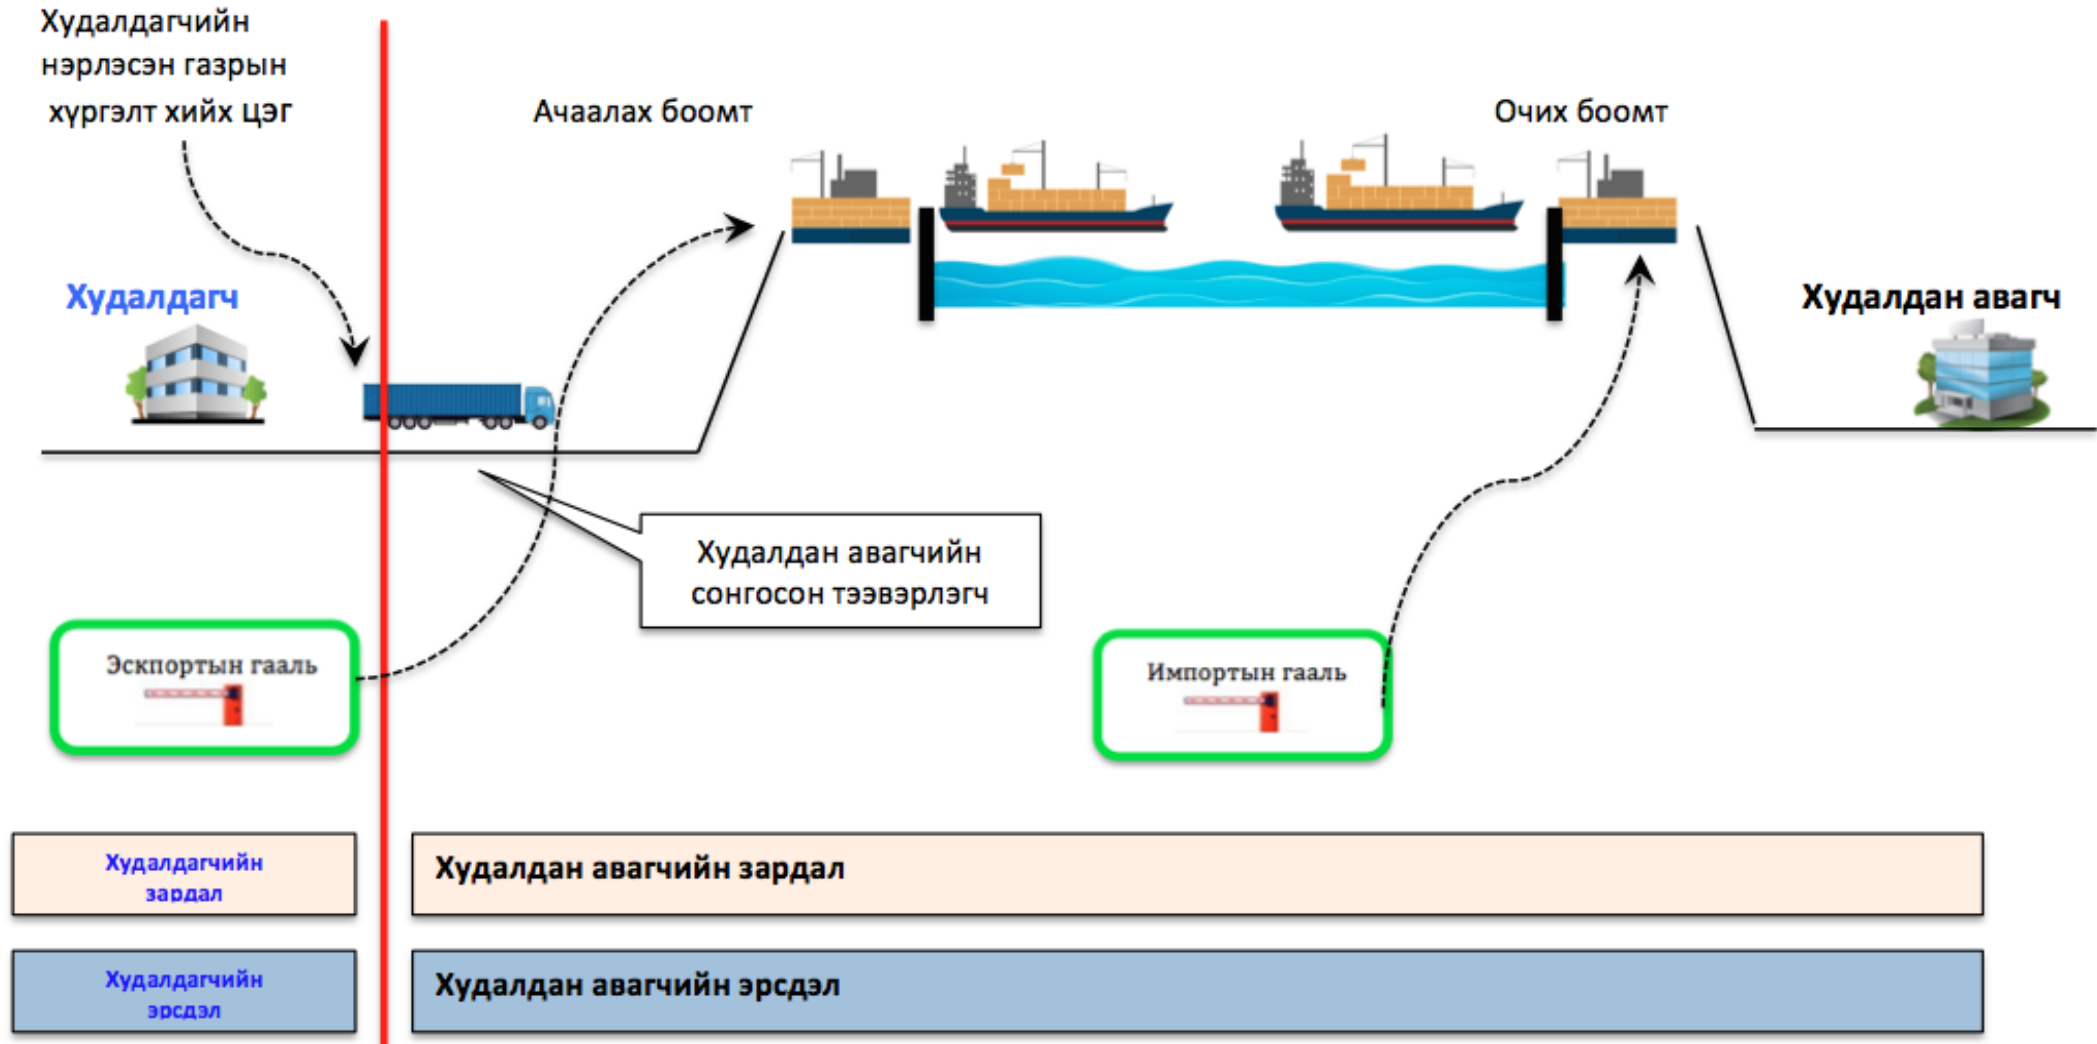 Худалдагчийн
нэрлэсэн газрын
хүргэлт хийх цэг
Ачаалах боомт
Очих боомт
Худалдагч
Худалдан авагч
Худалдан авагчийн
сонгосон тээвэрлэгч
Эскпортын гааль
Импортын гааль
Худалдагчийн
зардал
Худалдан авагчийн зардал
Худалдагчийн
эрсдэл
Худалдан авагчийн эрсдэл